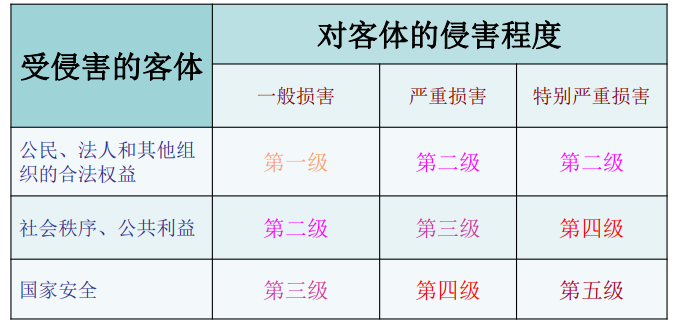 受侵害的客体
对客体的侵害程度
一般损害
严重损害
特别严重损害
公民、法人和其他组
织的合法权益
第一级
第二级
第二级
社会秩序、公共利益
第二级
第三级
第四级
国家安全
第三级
第四级
第五级